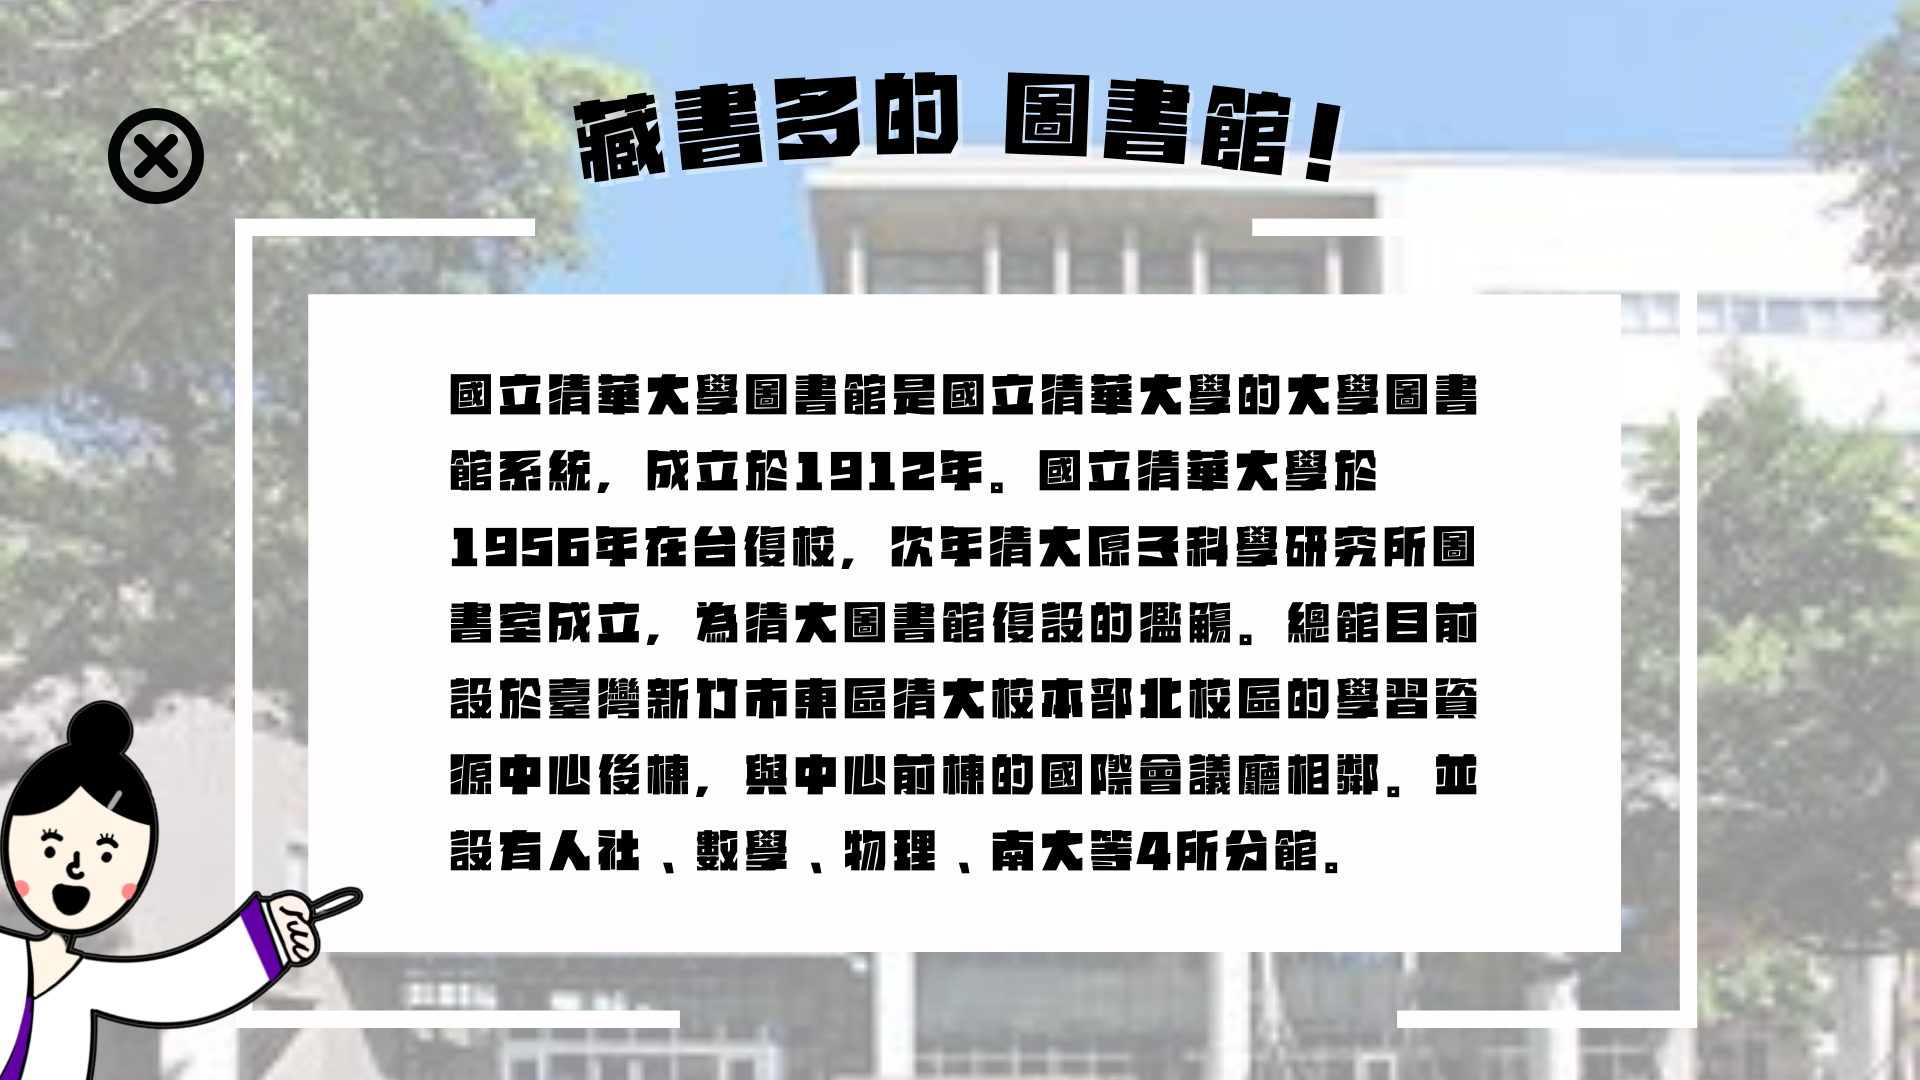 藏書多的 圖書館!
國立清華大學圖書館是國立清華大學的大學圖書
館系統，成立於1912年。國立清華大學於
1956年在台復校，次年清大原子科學研究所圖
書室成立，為清大圖書館復設的濫觴。總館目前
設於臺灣新竹市東區清大校本部北校區的學習資
源中心後棟，與中心前棟的國際會議廳相鄰。並
設有人社、數學、物理、南大等4所分館。